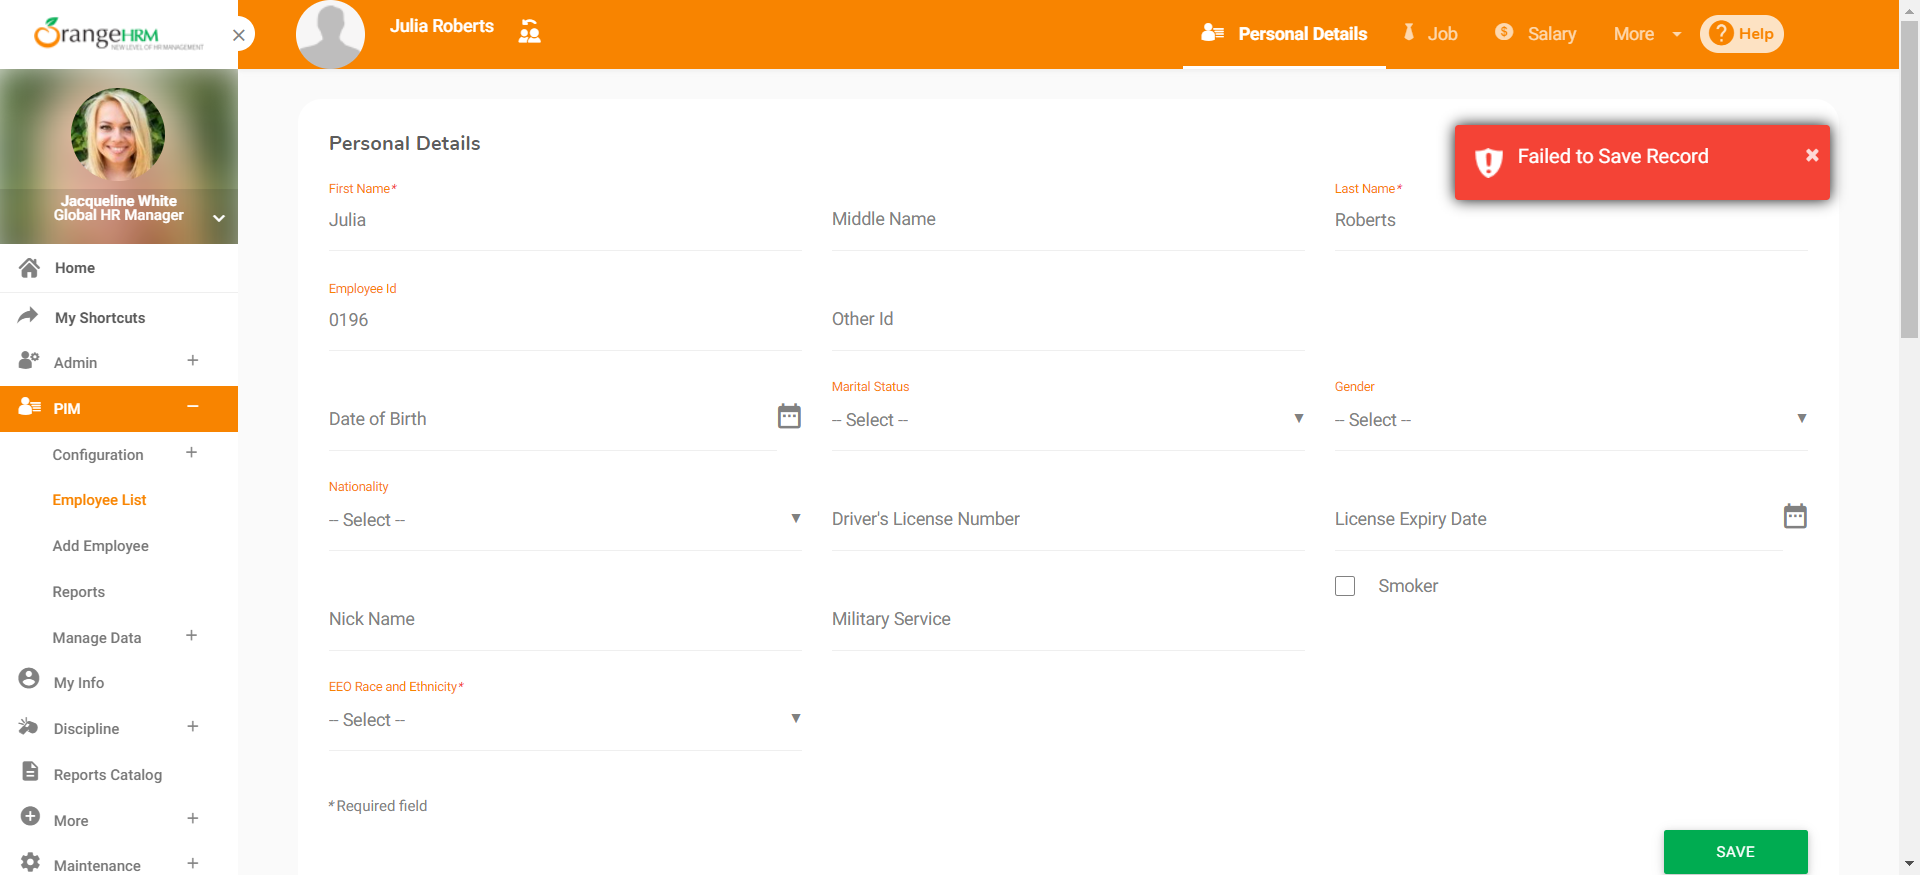 OrangeHRM
NEW LEVEL OF HR MANAGEMENT
Julia Roberts
Personal Details
Job
Salary
More
Help
Jacqueline White
Global HR Manager
Home
My Shortcuts
Admin
PIM
Configuration
Employee List
Add Employee
Reports
Manage Data
My Info
Discipline
Reports Catalog
More
Maintenance
Personal Details
Failed to Save Record
First Name*
Julia
Middle Name
Last Name*
Roberts
Employee Id
0196
Other Id
Date of Birth
Marital Status
-- Select --
Gender
-- Select --
Nationality
-- Select --
Driver's License Number
License Expiry Date
Smoker
Nick Name
Military Service
EEO Race and Ethnicity*
-- Select --
* Required field
SAVE